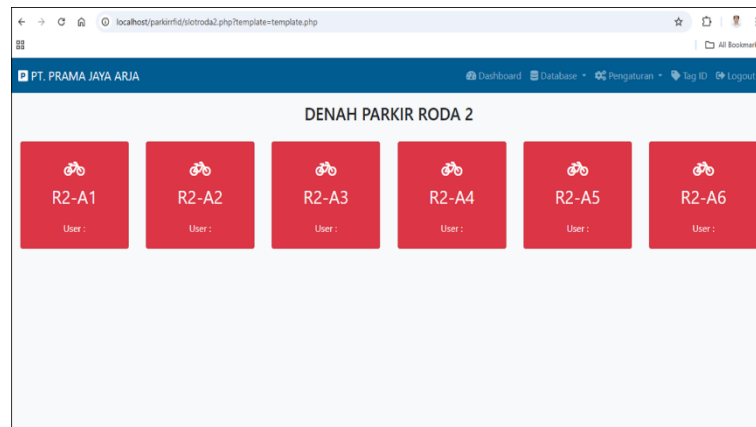 localhost/parkirrfid/slotroda2.php?template=template.php
All Bookmar
P PT. PRAMA JAYA ARJA Dashboard Database Pengaturan Tag ID Logout
DENAH PARKIR RODA 2
R2-A1 R2-A2 R2-A3 R2-A4 R2-A5 R2-A6
User : User : User : User : User : User :